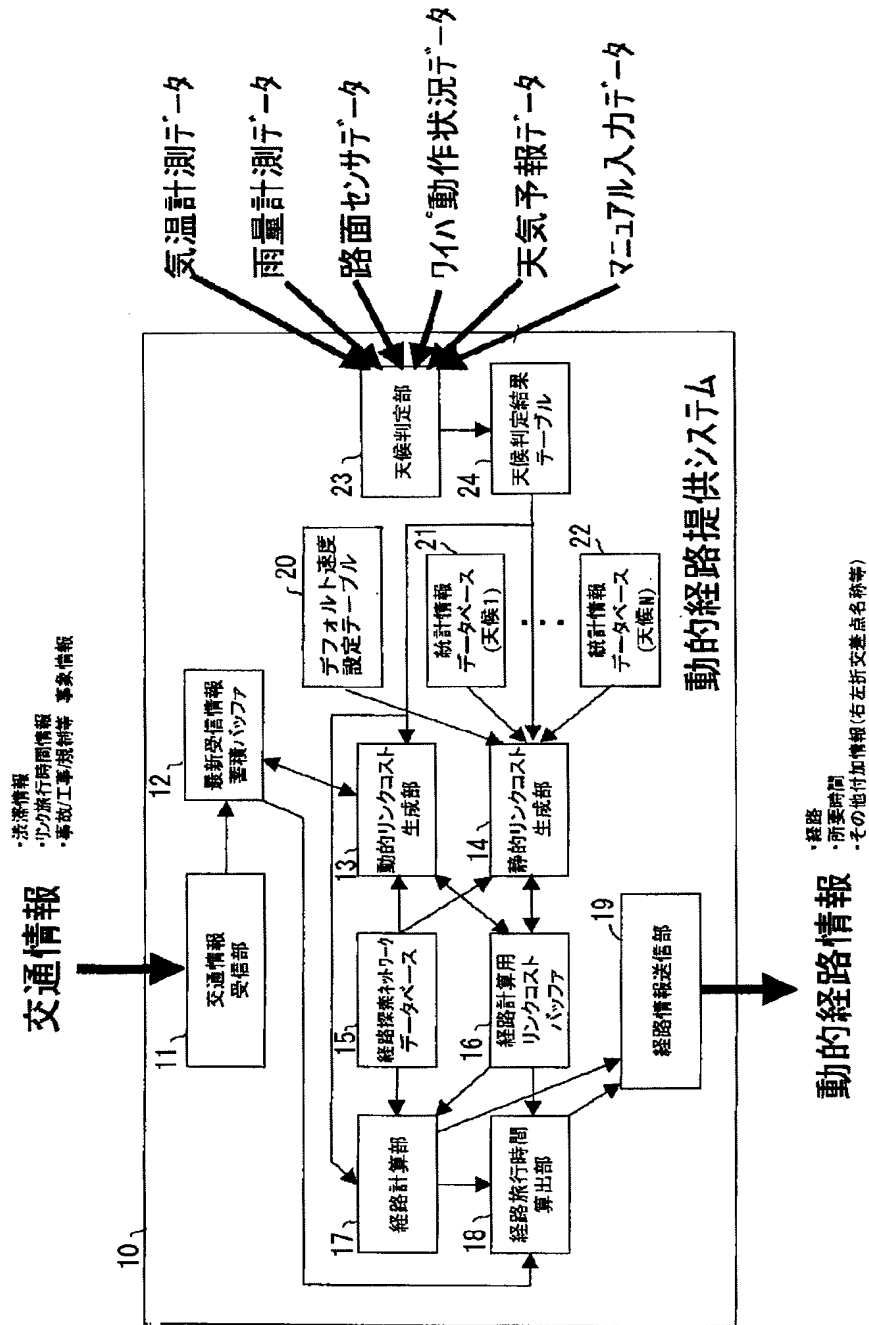 交通情報
・渋滞情報
・リンク旅行時間情報
・事故/工事/規制等 事象情報
10
11
交通情報
受信部
12
最新受信情報
蓄積バッファ
13
動的リンクコスト
生成部
14
静的リンクコスト
生成部
15
経路探索ネットワーク
データベース
16
経路計算用
リンクコスト
バッファ
17
経路計算部
18
経路旅行時間
算出部
19
経路情報送信部
20
デフォルト速度
設定テーブル
21
統計情報
データベース
(天候1)
・・・
22
統計情報
データベース
(天候N)
23
天候判定部
24
天候判定結果
テーブル
動的経路提供システム
気温計測データ
雨量計測データ
路面センサデータ
ワイパ動作状況データ
天気予報データ
マニュアル入力データ
動的経路情報
・経路
・所要時間
・その他付加情報(右左折交差点名称等)